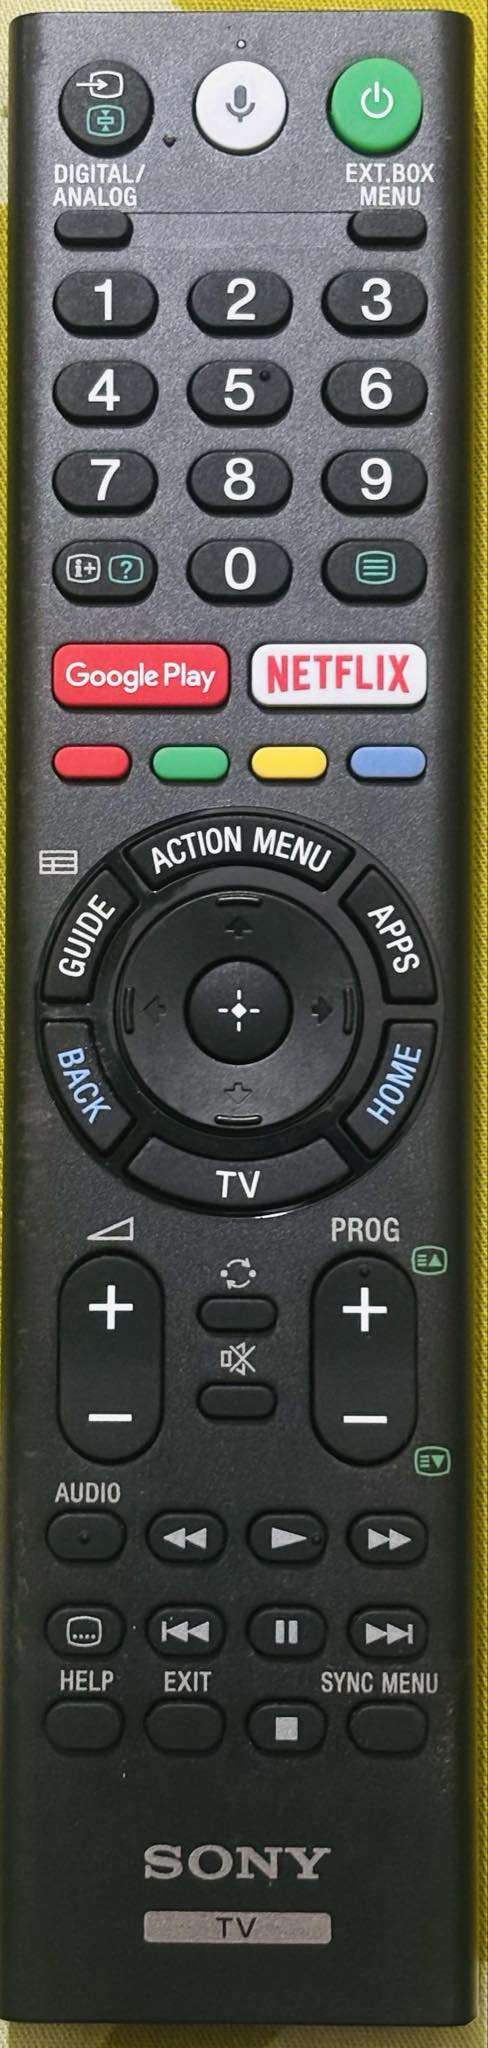 DIGITAL/
ANALOG
EXT.BOX
MENU
1 2 3
4 5 6
7 8 9
i+ ? 0
Google Play NETFLIX
ACTION MENU
GUIDE APPS
BACK HOME
TV
PROG
+ +
− −
AUDIO
HELP EXIT SYNC MENU
SONY
TV